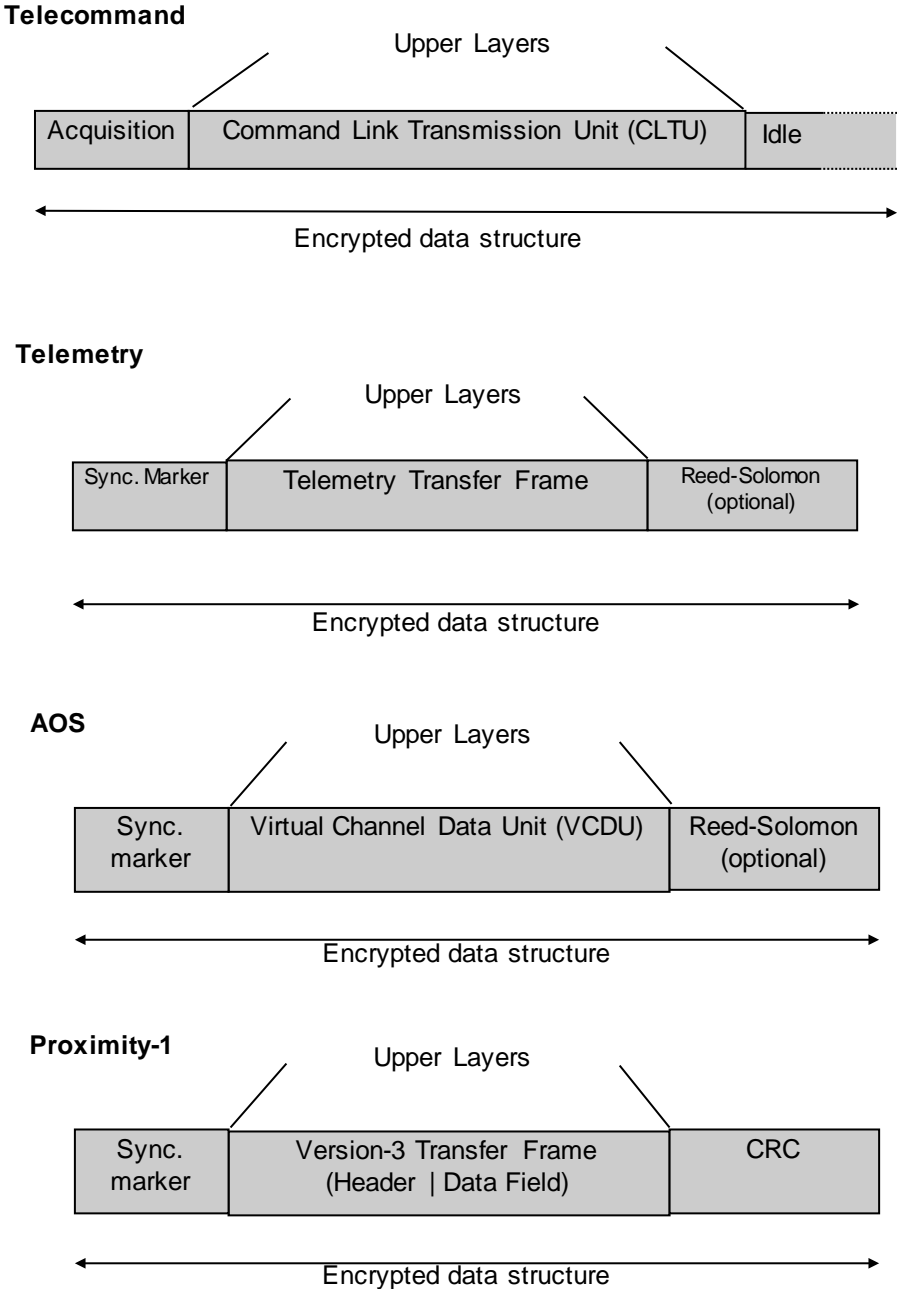 Telecommand
Upper Layers
Acquisition
Command Link Transmission Unit (CLTU)
Idle
Encrypted data structure
Telemetry
Upper Layers
Sync. Marker
Telemetry Transfer Frame
Reed-Solomon
(optional)
Encrypted data structure
AOS
Upper Layers
Sync.
marker
Virtual Channel Data Unit (VCDU)
Reed-Solomon
(optional)
Encrypted data structure
Proximity-1
Upper Layers
Sync.
marker
Version-3 Transfer Frame
(Header | Data Field)
CRC
Encrypted data structure